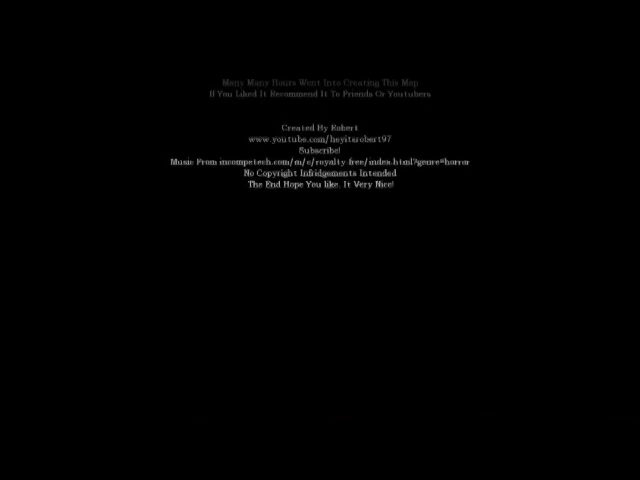 Many Many Hours Went Into Creating This Map
If You Liked It Recommend It To Friends Or Youtubers
Created By Robert
www.youtube.com/heyitsrobert97
Subscribe!
Music From incompetech.com/m/c/royalty-free/index.html?genre=horror
No Copyright Infridgements Intended
The End Hope You like. It Very Nice!